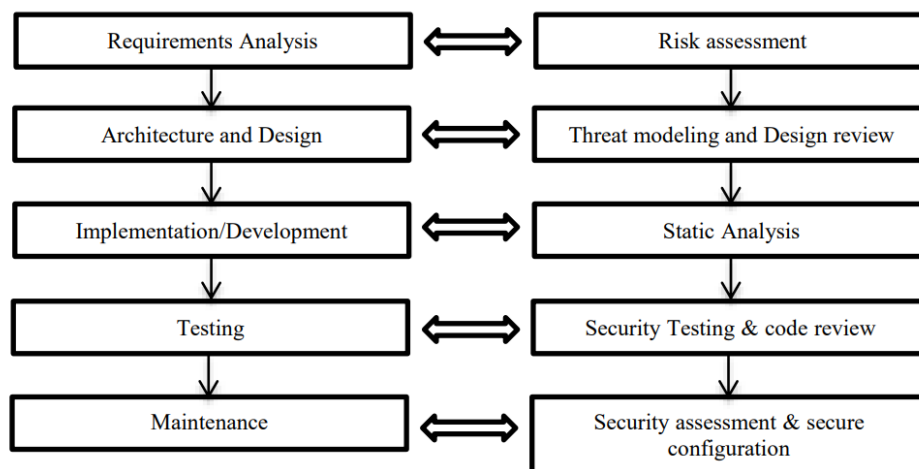 Requirements Analysis
Risk assessment
Architecture and Design
Threat modeling and Design review
Implementation/Development
Static Analysis
Testing
Security Testing & code review
Maintenance
Security assessment & secure
configuration